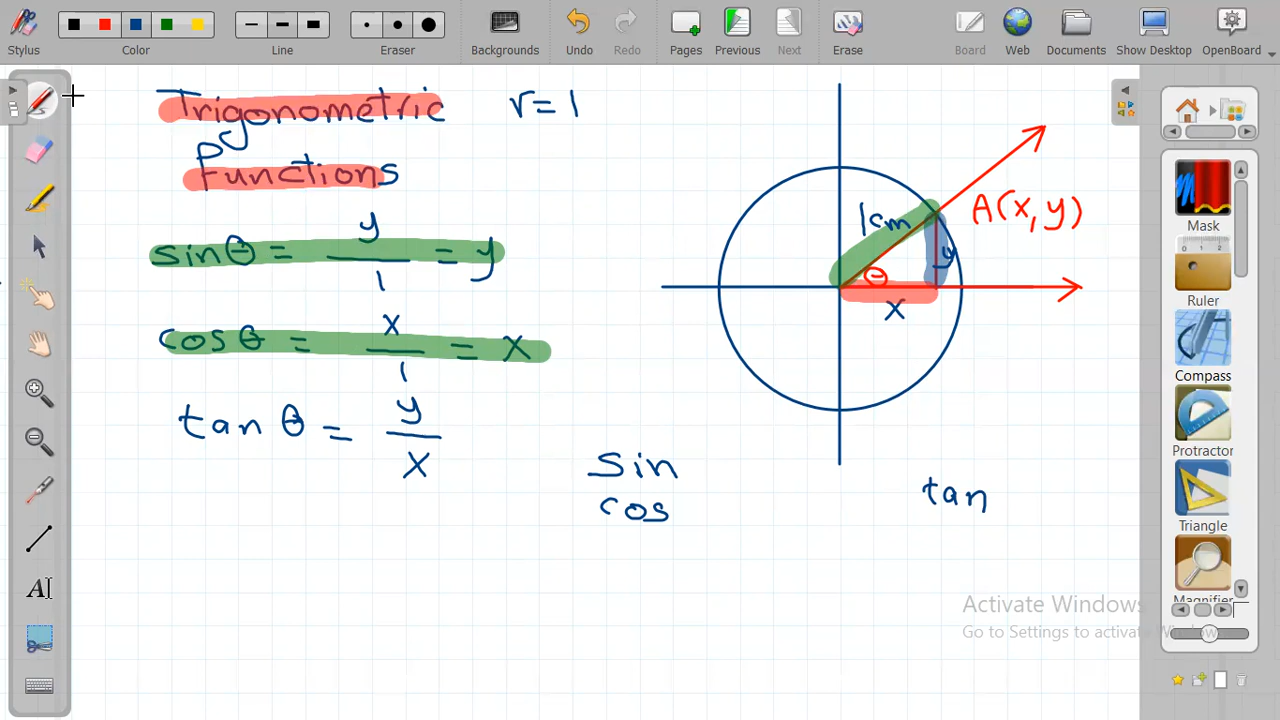 Stylus
Color
Line
Eraser
Backgrounds
Undo
Redo
Pages
Previous
Next
Erase
Board
Web
Documents
Show Desktop
OpenBoard
Trigonometric r = 1
Functions
sinθ = y/1 = y
cosθ = x/1 = x
tanθ = y/x
1cm
A(x,y)
θ
y
x
sin
cos
tan
Mask
Ruler
Compass
Protractor
Triangle
Magnifier
Activate Windows
Go to Settings to activate Windows